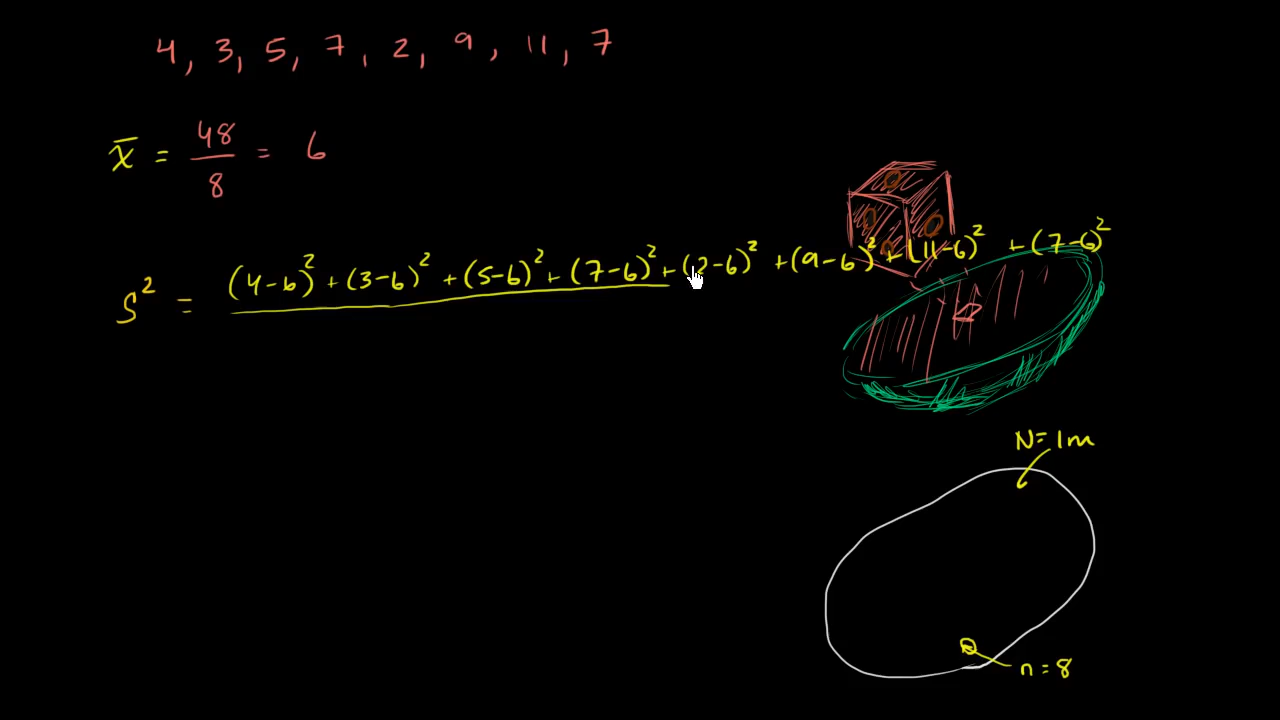 4, 3, 5, 7, 2, 9, 11, 7
x̄ = 48/8 = 6
S² = (4-6)² + (3-6)² + (5-6)² + (7-6)² + (2-6)² + (9-6)² + (11-6)² + (7-6)²
N=1m
n=8